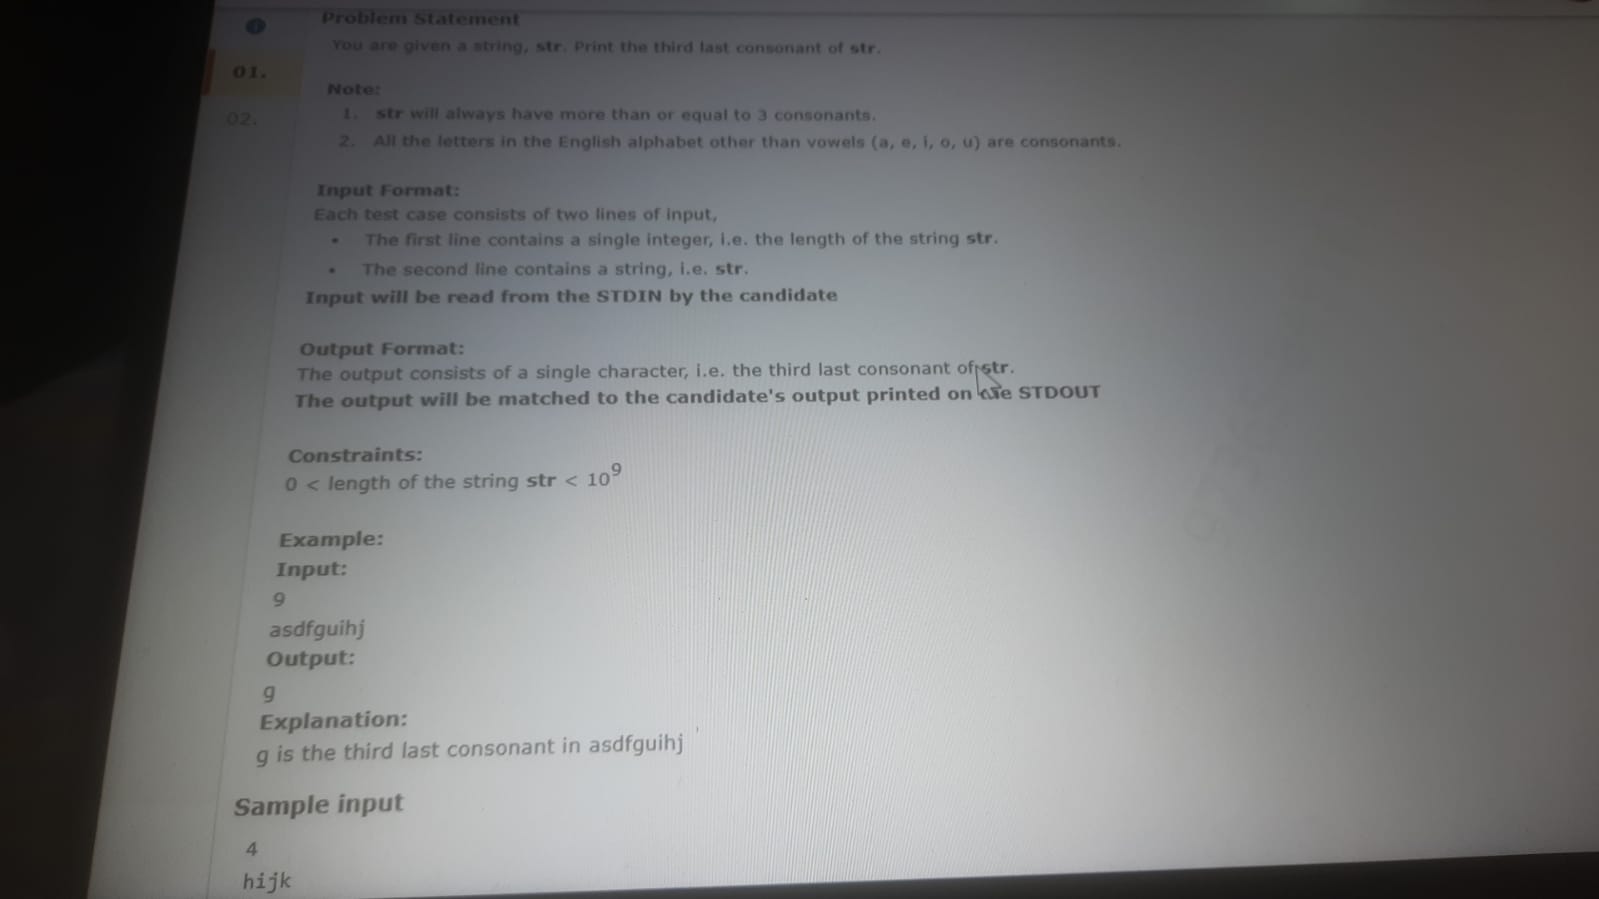 Problem Statement
You are given a string, str. Print the third last consonant of str.
01.
Note:
1. str will always have more than or equal to 3 consonants.
02.
2. All the letters in the English alphabet other than vowels (a, e, i, o, u) are consonants.
Input Format:
Each test case consists of two lines of input,
• The first line contains a single integer, i.e. the length of the string str.
• The second line contains a string, i.e. str.
Input will be read from the STDIN by the candidate
Output Format:
The output consists of a single character, i.e. the third last consonant of str.
The output will be matched to the candidate's output printed on the STDOUT
Constraints:
0 < length of the string str < 10⁹
Example:
Input:
9
asdfguihj
Output:
g
Explanation:
g is the third last consonant in asdfguihj
Sample input
4
hijk